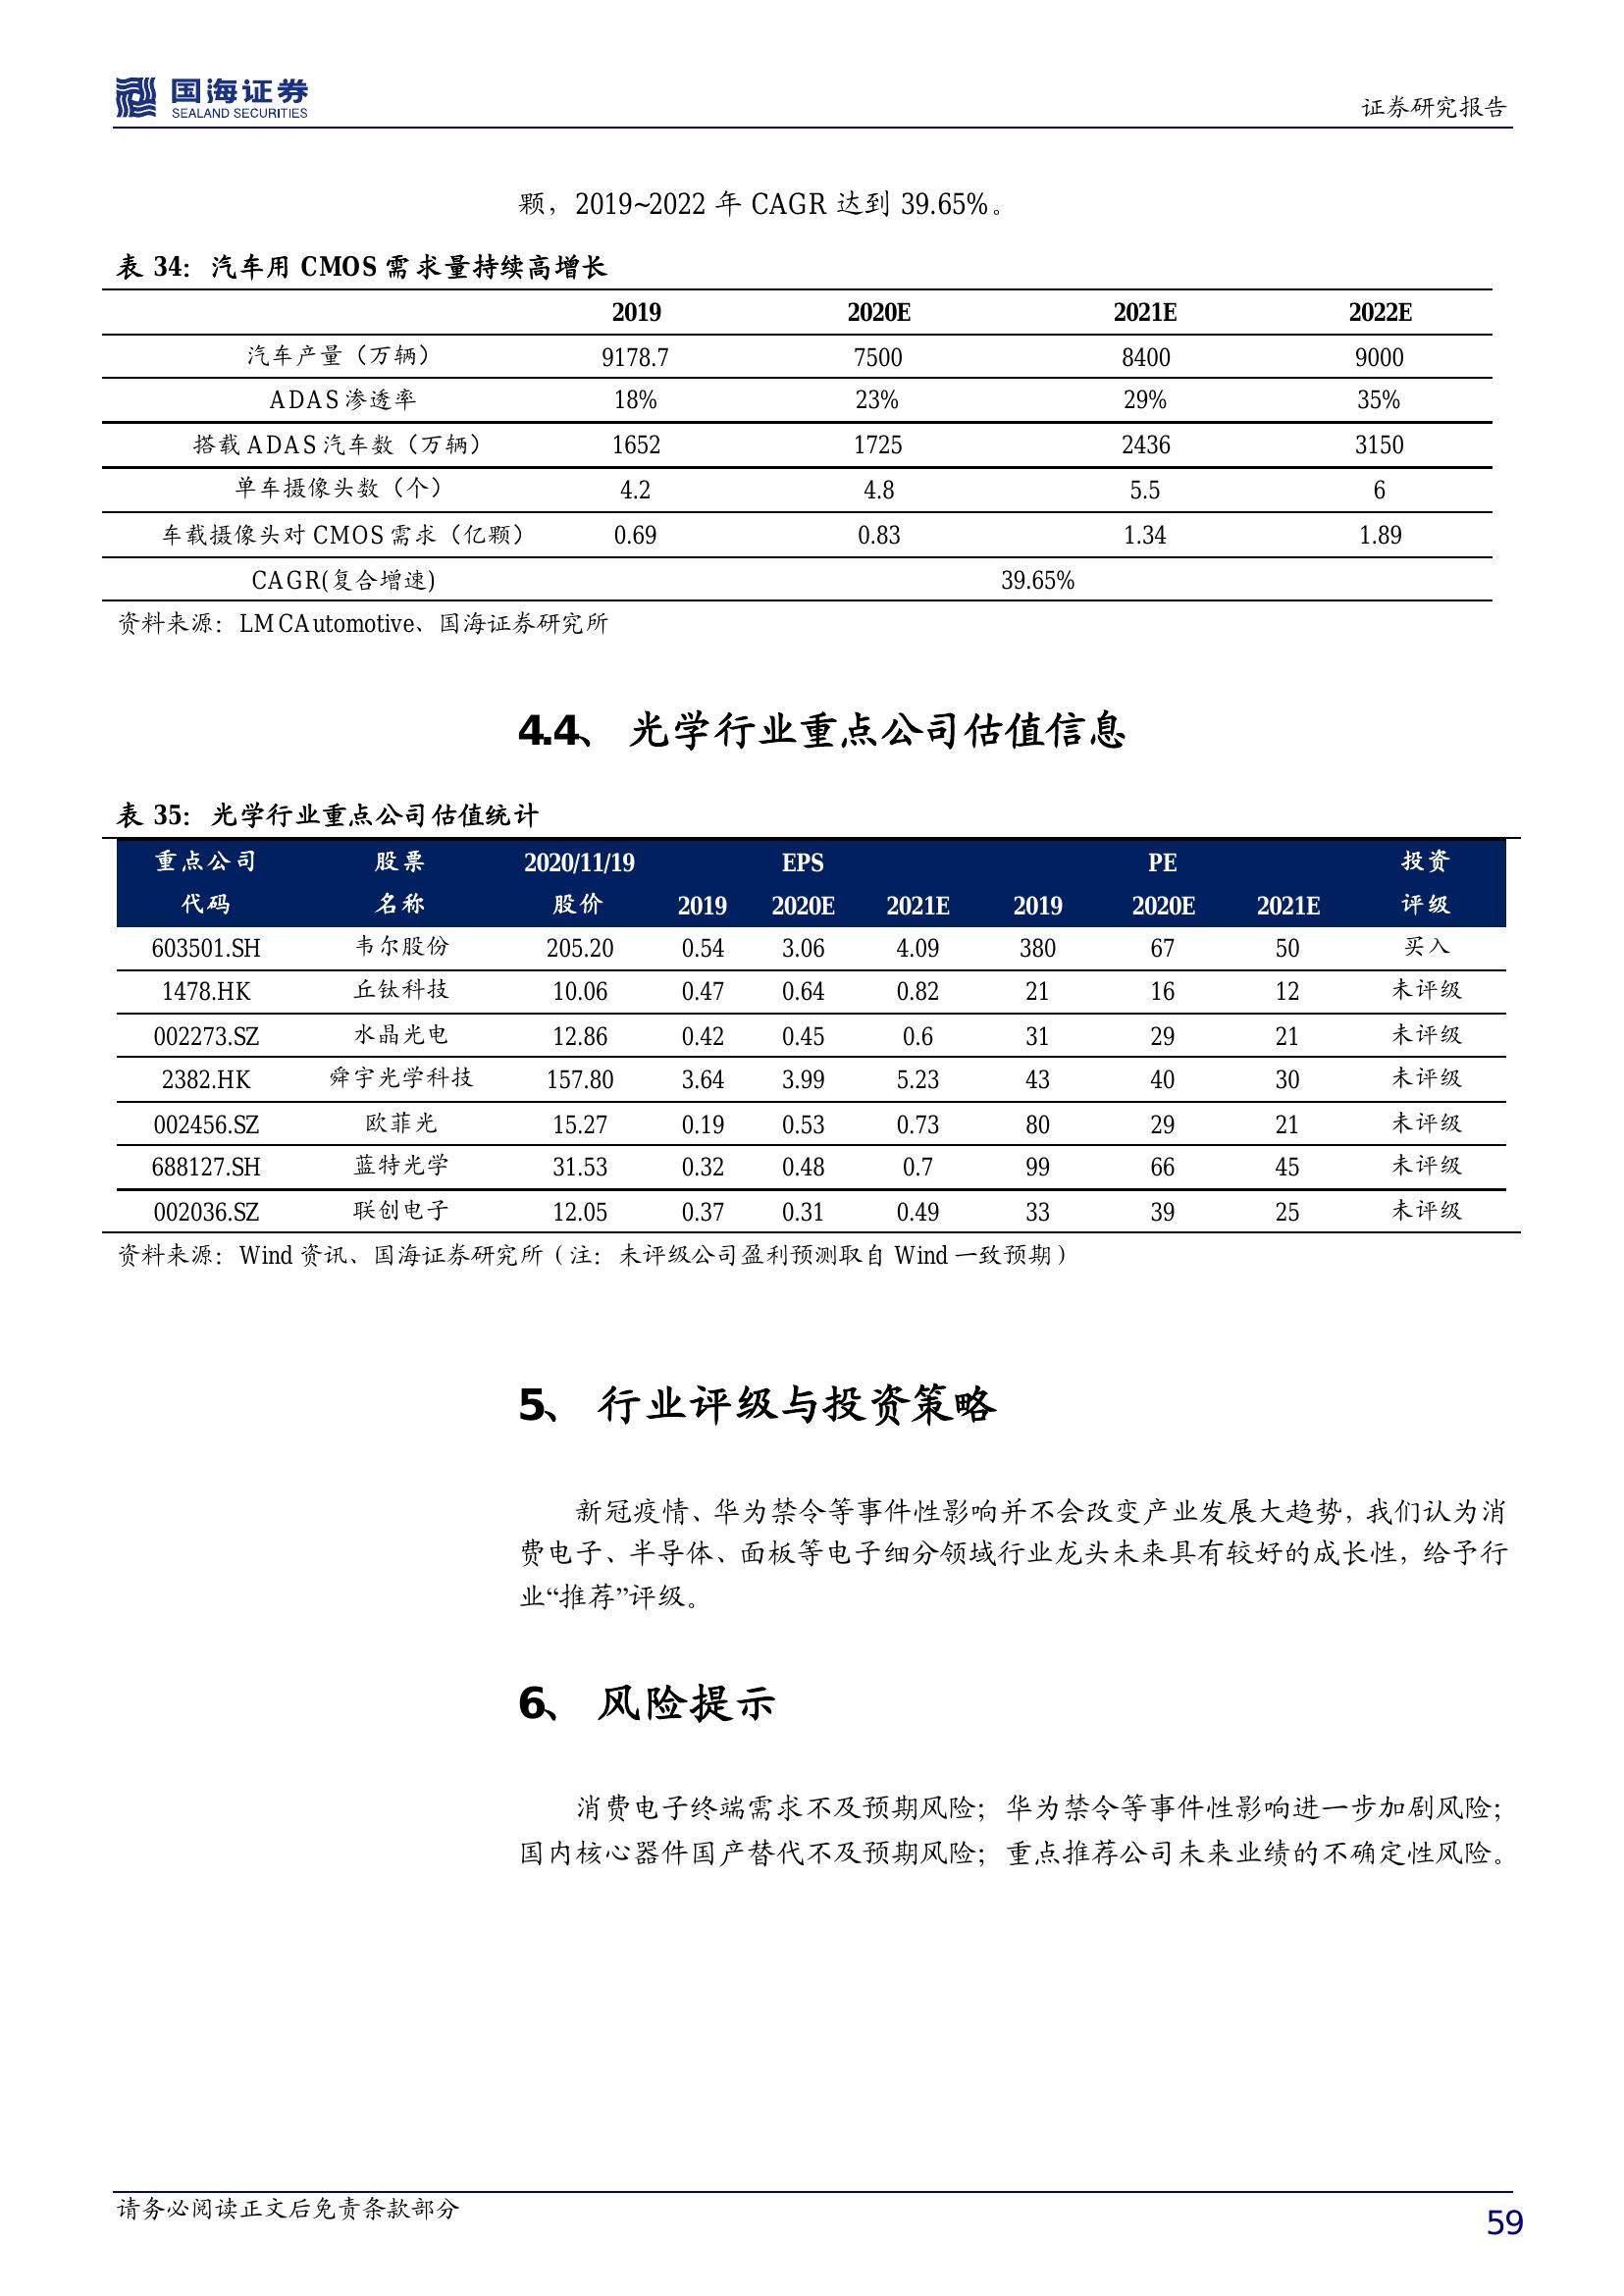 国海证券
SEALAND SECURITIES
证券研究报告
颗，2019~2022 年 CAGR 达到 39.65%。
表 34：汽车用 CMOS 需求量持续高增长
2019 2020E 2021E 2022E
汽车产量（万辆） 9178.7 7500 8400 9000
ADAS 渗透率 18% 23% 29% 35%
搭载 ADAS 汽车数（万辆） 1652 1725 2436 3150
单车摄像头数（个） 4.2 4.8 5.5 6
车载摄像头对 CMOS 需求（亿颗） 0.69 0.83 1.34 1.89
CAGR(复合增速) 39.65%
资料来源：LMCAutomotive、国海证券研究所
4.4、 光学行业重点公司估值信息
表 35：光学行业重点公司估值统计
重点公司 股票 2020/11/19 EPS PE 投资
代码 名称 股价 2019 2020E 2021E 2019 2020E 2021E 评级
603501.SH 韦尔股份 205.20 0.54 3.06 4.09 380 67 50 买入
1478.HK 丘钛科技 10.06 0.47 0.64 0.82 21 16 12 未评级
002273.SZ 水晶光电 12.86 0.42 0.45 0.6 31 29 21 未评级
2382.HK 舜宇光学科技 157.80 3.64 3.99 5.23 43 40 30 未评级
002456.SZ 欧菲光 15.27 0.19 0.53 0.73 80 29 21 未评级
688127.SH 蓝特光学 31.53 0.32 0.48 0.7 99 66 45 未评级
002036.SZ 联创电子 12.05 0.37 0.31 0.49 33 39 25 未评级
资料来源：Wind 资讯、国海证券研究所（注：未评级公司盈利预测取自 Wind 一致预期）
5、 行业评级与投资策略
新冠疫情、华为禁令等事件性影响并不会改变产业发展大趋势，我们认为消
费电子、半导体、面板等电子细分领域行业龙头未来具有较好的成长性，给予行
业“推荐”评级。
6、 风险提示
消费电子终端需求不及预期风险；华为禁令等事件性影响进一步加剧风险；
国内核心器件国产替代不及预期风险；重点推荐公司未来业绩的不确定性风险。
请务必阅读正文后免责条款部分
59